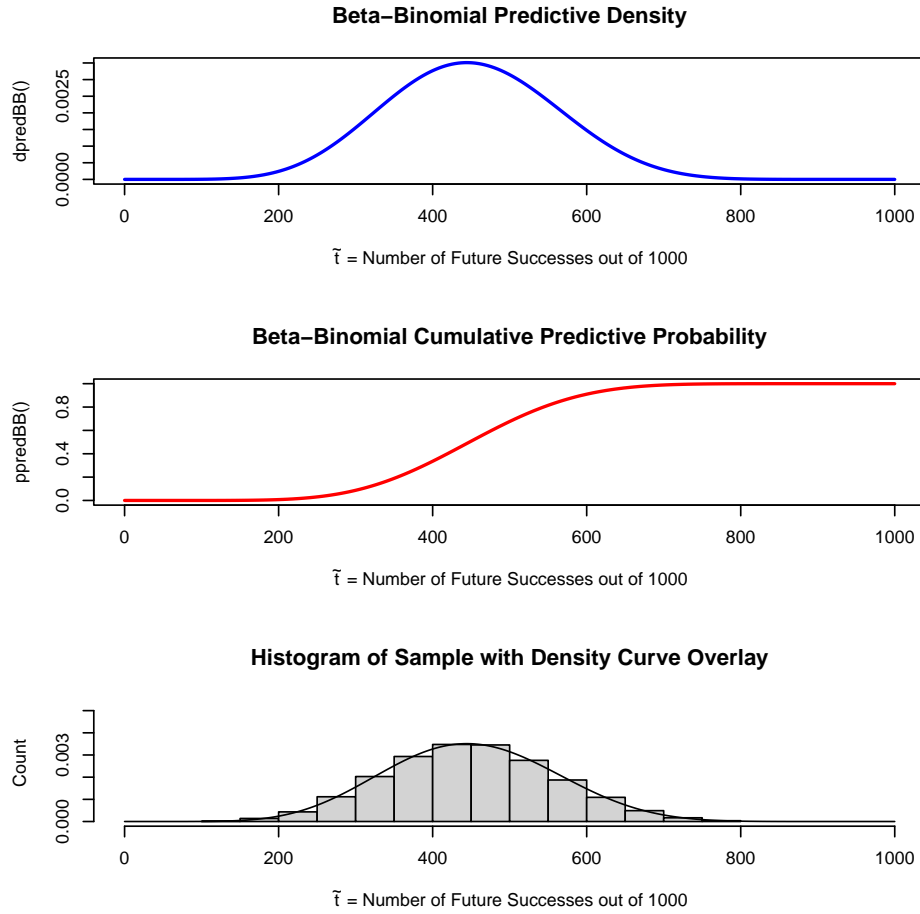 Beta−Binomial Predictive Density
dpredBB()
0.0000
0.0025
0 200 400 600 800 1000
t̃ = Number of Future Successes out of 1000
Beta−Binomial Cumulative Predictive Probability
ppredBB()
0.0
0.4
0.8
0 200 400 600 800 1000
t̃ = Number of Future Successes out of 1000
Histogram of Sample with Density Curve Overlay
Count
0.000
0.003
0 200 400 600 800 1000
t̃ = Number of Future Successes out of 1000